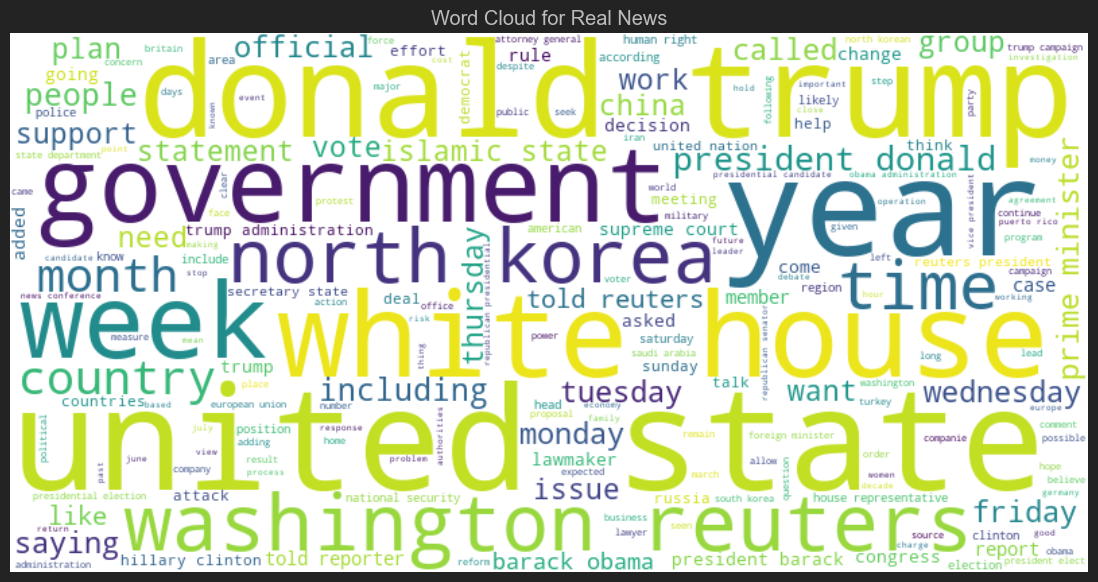 Word Cloud for Real News
plan
britain
official
force
effort
attorney general
human right
called
north korean
group
trump campaign
concern
area
cost
rule
according
change
investigation
going
days
event
despite
major
democrat
donald trump
work
likely
important
step
people
known
public
seek
hold
following
close
party
police
china
decision
help
iran
support
statement
vote
islamic state
united nation
think
money
state department
point
president donald
came
clear
government
world
presidential candidate
obama administration
year
vice president
agreement
prime minister
face
protest
meeting
military
operation
continue
puerto rico
added
need
trump administration
american
supreme court
given
program
making
thursday
north korea
future
leader
left
reuters president
candidate
know
include
republican presidential
voter
debate
come
campaign
month
stop
region
time
case
hour
working
news conference
secretary state
deal
office
told reuters
member
week
action
risk
asked
measure
mean
white house
power
saturday
republican senator
long
lead
thing
saudi arabia
sunday
country
trump
place
including
tuesday
talk
want
washington
wednesday
turkey
europe
countries
based
european union
number
head
economy
proposal
family
united state
political
july
position
response
authorities
monday
remain
foreign minister
companie
comment
possible
adding
view
home
past
june
problem
lawmaker
order
company
result
process
expected
march
allow
question
women
hope
believe
decade
germany
presidential election
attack
national security
issue
russia
south korea
house representative
like
washington reuters
business
lawyer
seen
source
friday
return
saying
charge
clinton
good
administration
hillary clinton
told reporter
reform
barack obama
president barack
congress
election
report
obama
president elect